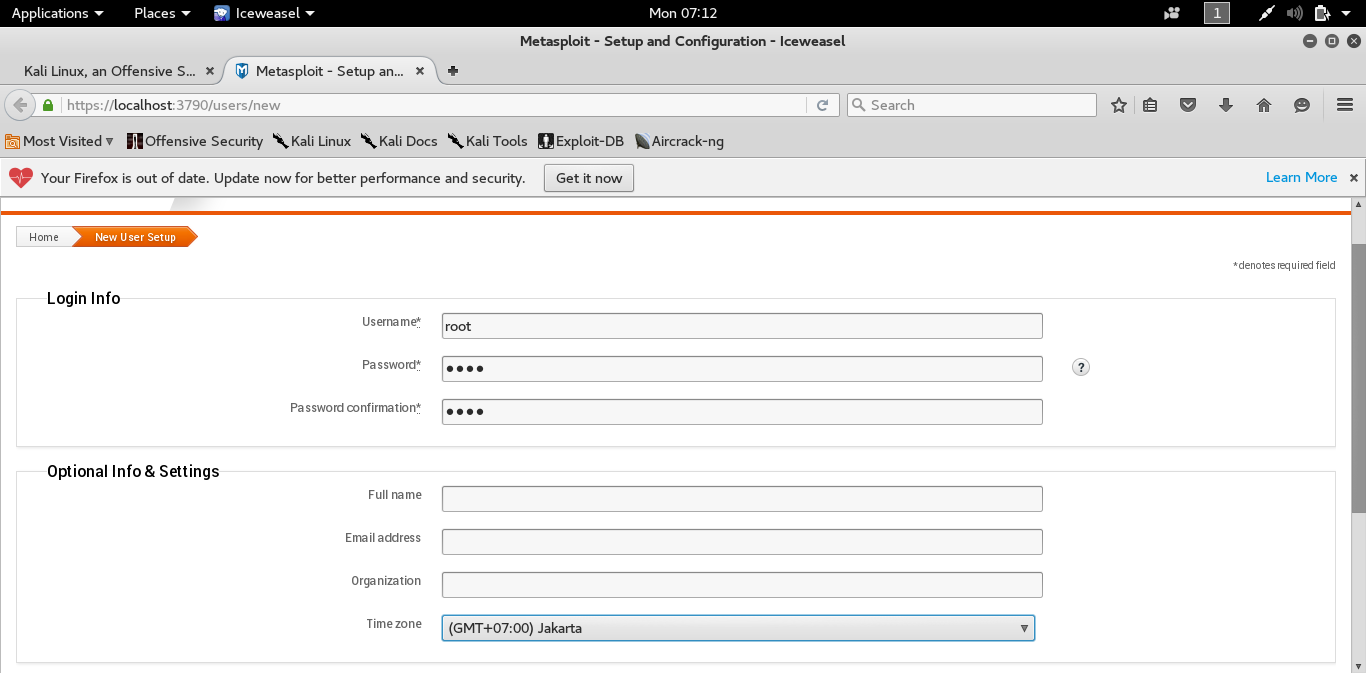 Applications Places Iceweasel Mon 07:12 1
Metasploit - Setup and Configuration - Iceweasel
Kali Linux, an Offensive S... Metasploit - Setup an...
https://localhost:3790/users/new Search
Most Visited Offensive Security Kali Linux Kali Docs Kali Tools Exploit-DB Aircrack-ng
Your Firefox is out of date. Update now for better performance and security. Get it now Learn More
Home New User Setup
* denotes required field
Login Info
Username* root
Password* ●●●● ?
Password confirmation* ●●●●
Optional Info & Settings
Full name
Email address
Organization
Time zone (GMT+07:00) Jakarta